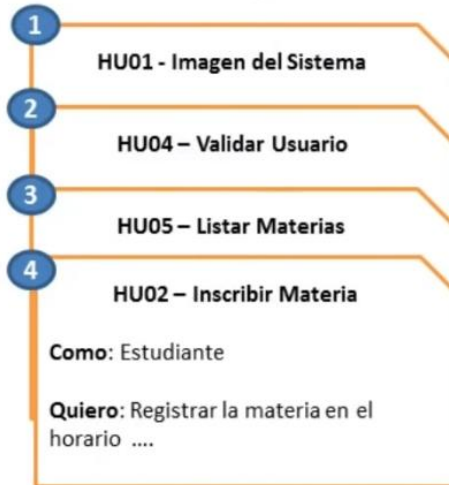 1
HU01 - Imagen del Sistema
2
HU04 – Validar Usuario
3
HU05 – Listar Materias
4
HU02 – Inscribir Materia
Como: Estudiante
Quiero: Registrar la materia en el
horario ....